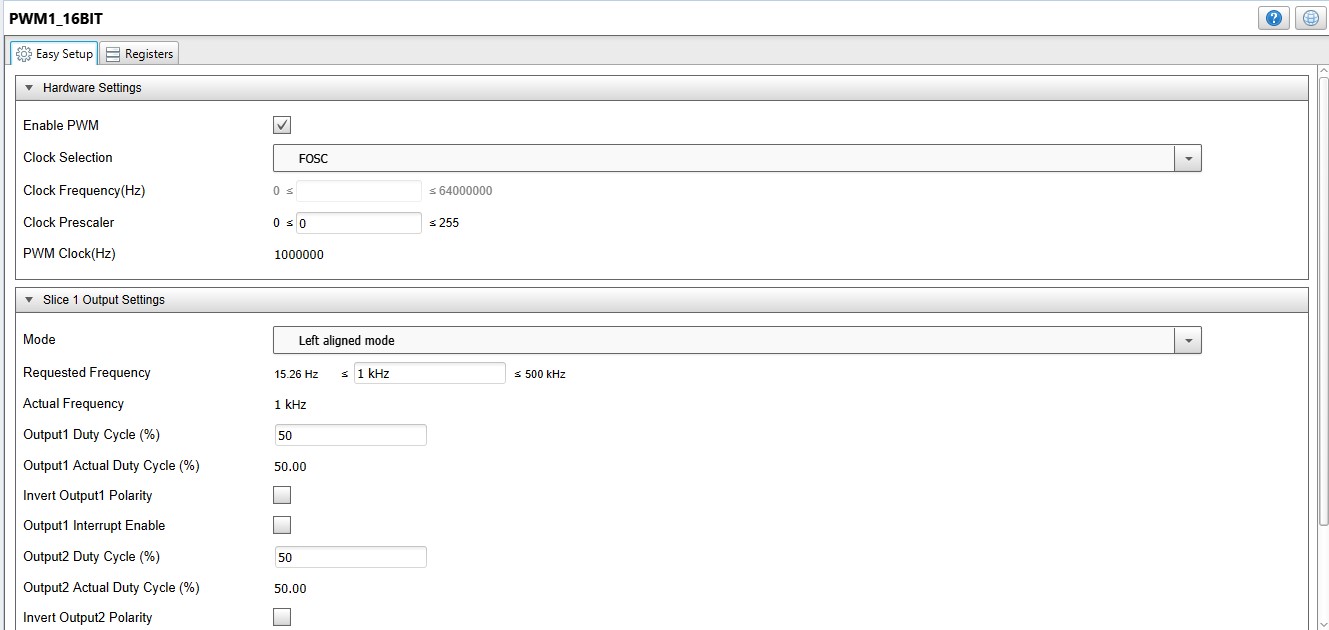 PWM1_16BIT
?
Easy Setup Registers
Hardware Settings
Enable PWM
Clock Selection FOSC
Clock Frequency(Hz) 0 ≤ ≤ 64000000
Clock Prescaler 0 ≤ 0 ≤ 255
PWM Clock(Hz) 1000000
Slice 1 Output Settings
Mode Left aligned mode
Requested Frequency 15.26 Hz ≤ 1 kHz ≤ 500 kHz
Actual Frequency 1 kHz
Output1 Duty Cycle (%) 50
Output1 Actual Duty Cycle (%) 50.00
Invert Output1 Polarity
Output1 Interrupt Enable
Output2 Duty Cycle (%) 50
Output2 Actual Duty Cycle (%) 50.00
Invert Output2 Polarity